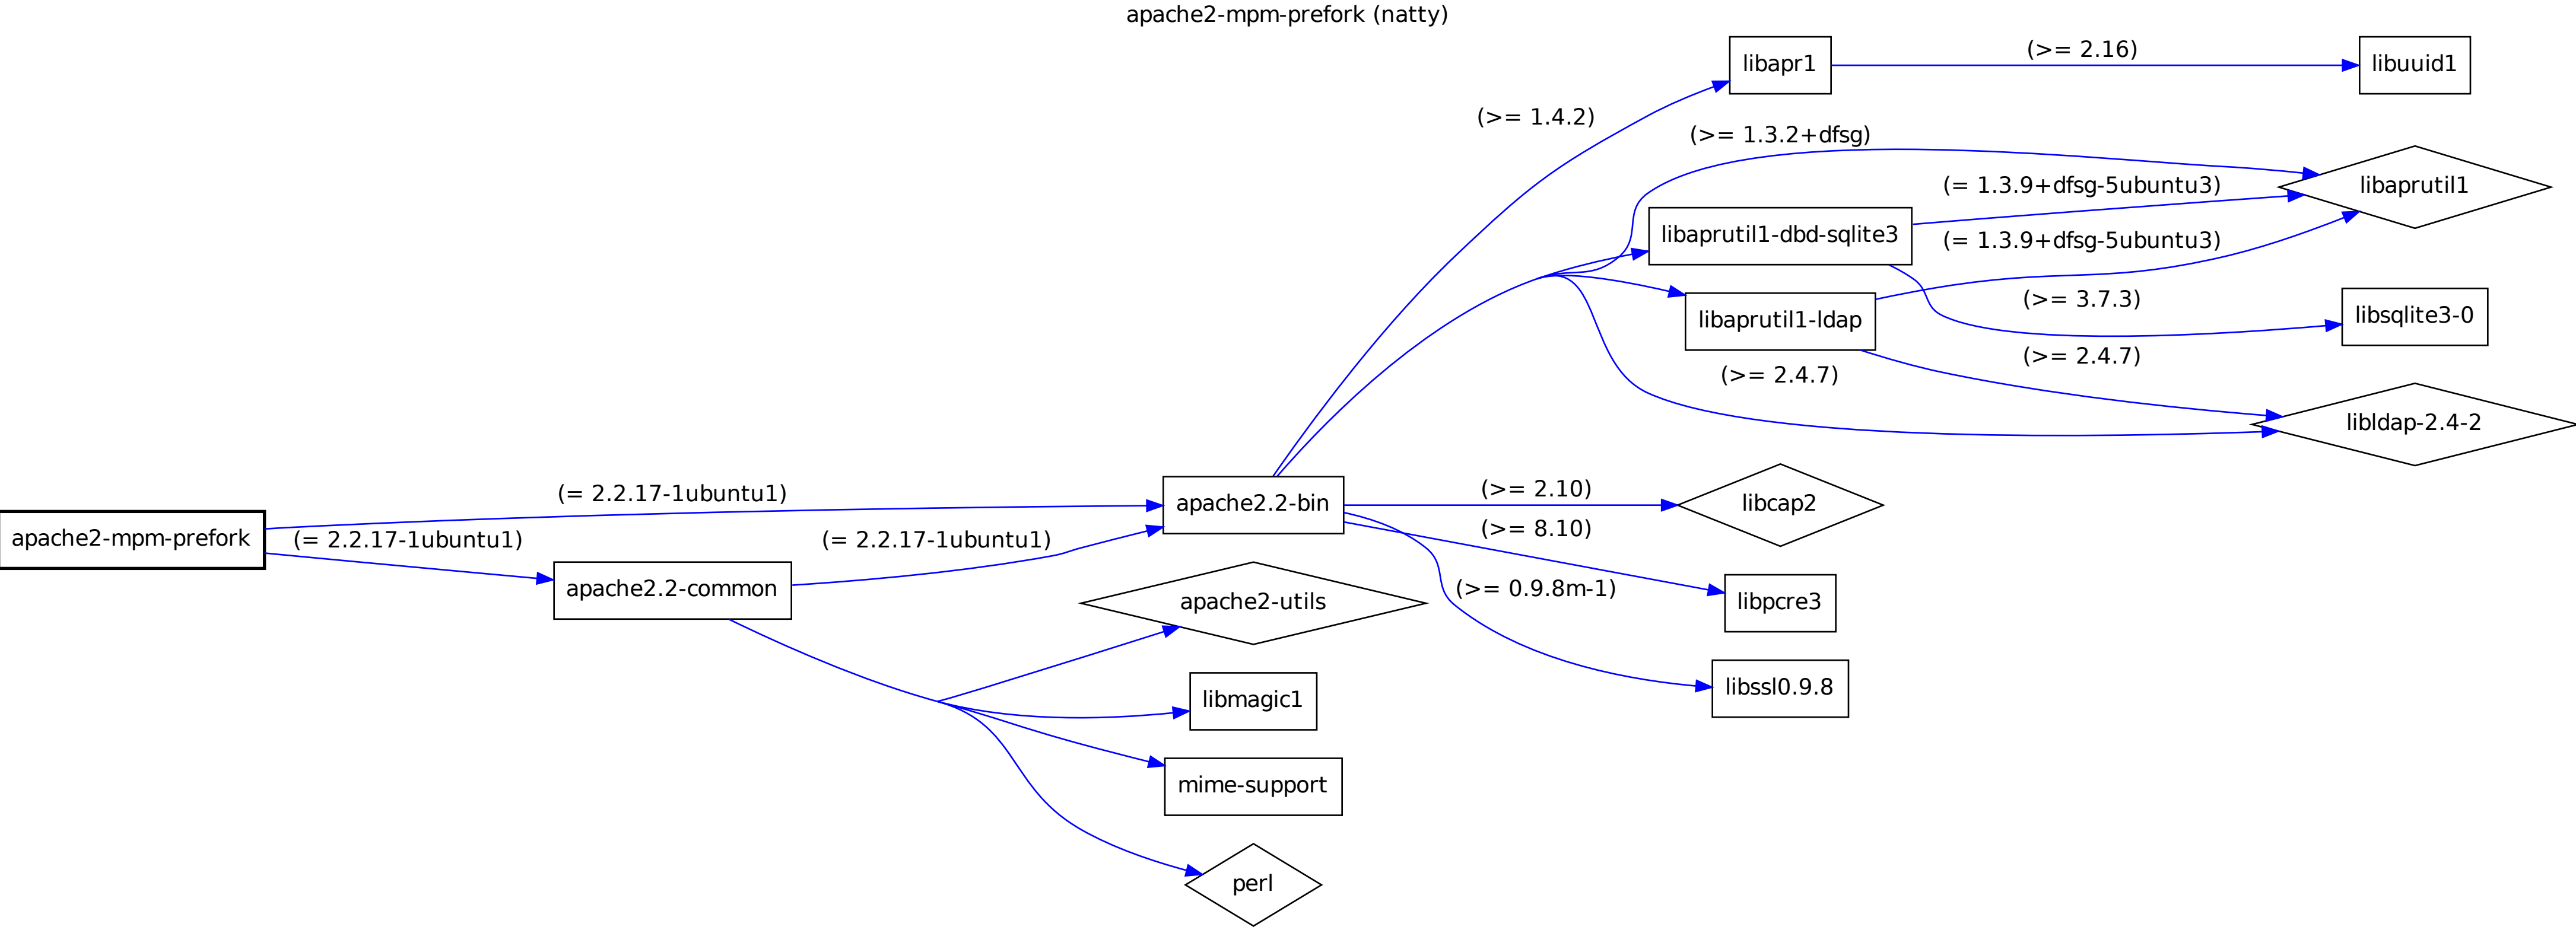 apache2-mpm-prefork (natty)
libapr1
(>= 2.16)
libuuid1
(>= 1.4.2)
(>= 1.3.2+dfsg)
(= 1.3.9+dfsg-5ubuntu3)
libaprutil1
libaprutil1-dbd-sqlite3
(= 1.3.9+dfsg-5ubuntu3)
(>= 3.7.3)
libsqlite3-0
libaprutil1-ldap
(>= 2.4.7)
(>= 2.4.7)
libldap-2.4-2
(= 2.2.17-1ubuntu1)
apache2.2-bin
(>= 2.10)
libcap2
apache2-mpm-prefork
(= 2.2.17-1ubuntu1)
(= 2.2.17-1ubuntu1)
(>= 8.10)
apache2.2-common
(>= 0.9.8m-1)
apache2-utils
libpcre3
libmagic1
libssl0.9.8
mime-support
perl